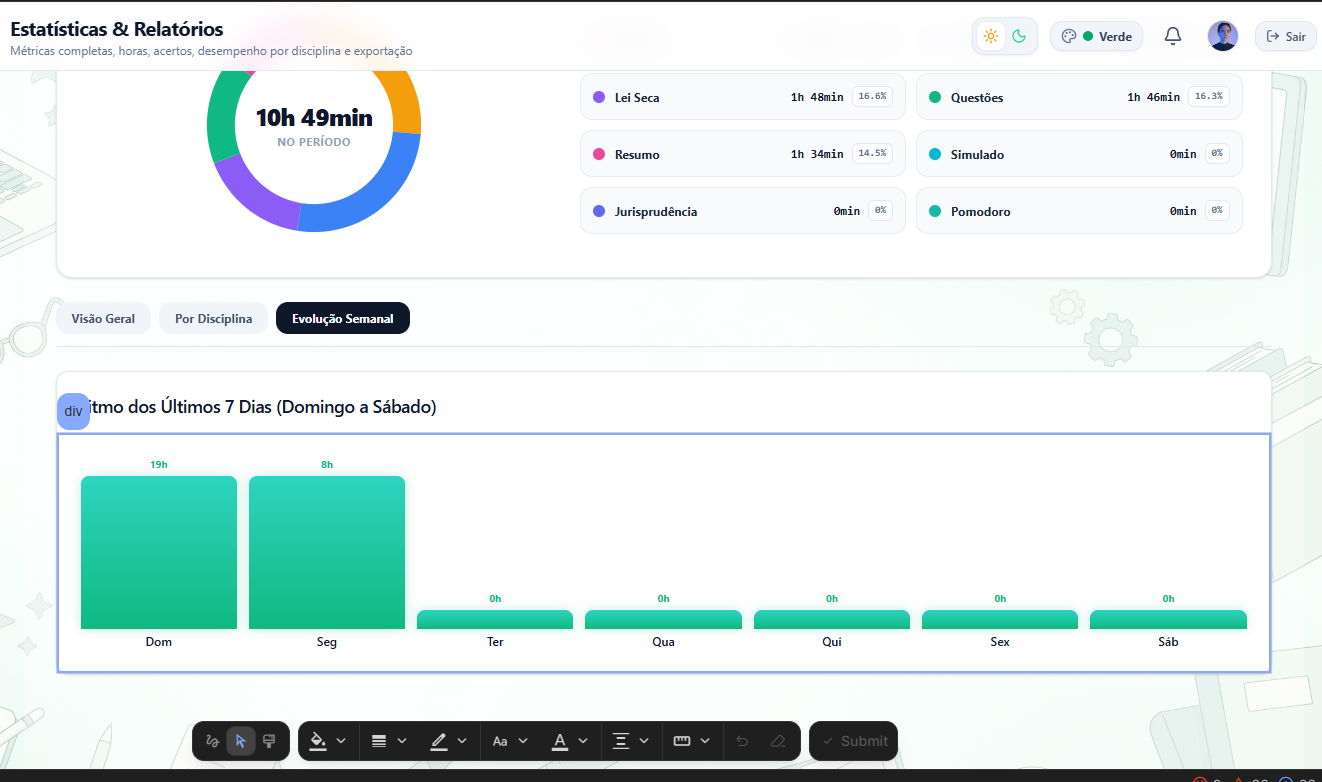 Estatísticas & Relatórios
Métricas completas, horas, acertos, desempenho por disciplina e exportação
Verde
Sair
10h 49min
NO PERÍODO
Lei Seca 1h 48min 16.6%
Questões 1h 46min 16.3%
Resumo 1h 34min 14.5%
Simulado 0min 0%
Jurisprudência 0min 0%
Pomodoro 0min 0%
Visão Geral
Por Disciplina
Evolução Semanal
div
itmo dos Últimos 7 Dias (Domingo a Sábado)
19h 8h 0h 0h 0h 0h 0h
Dom Seg Ter Qua Qui Sex Sáb
Aa A Submit